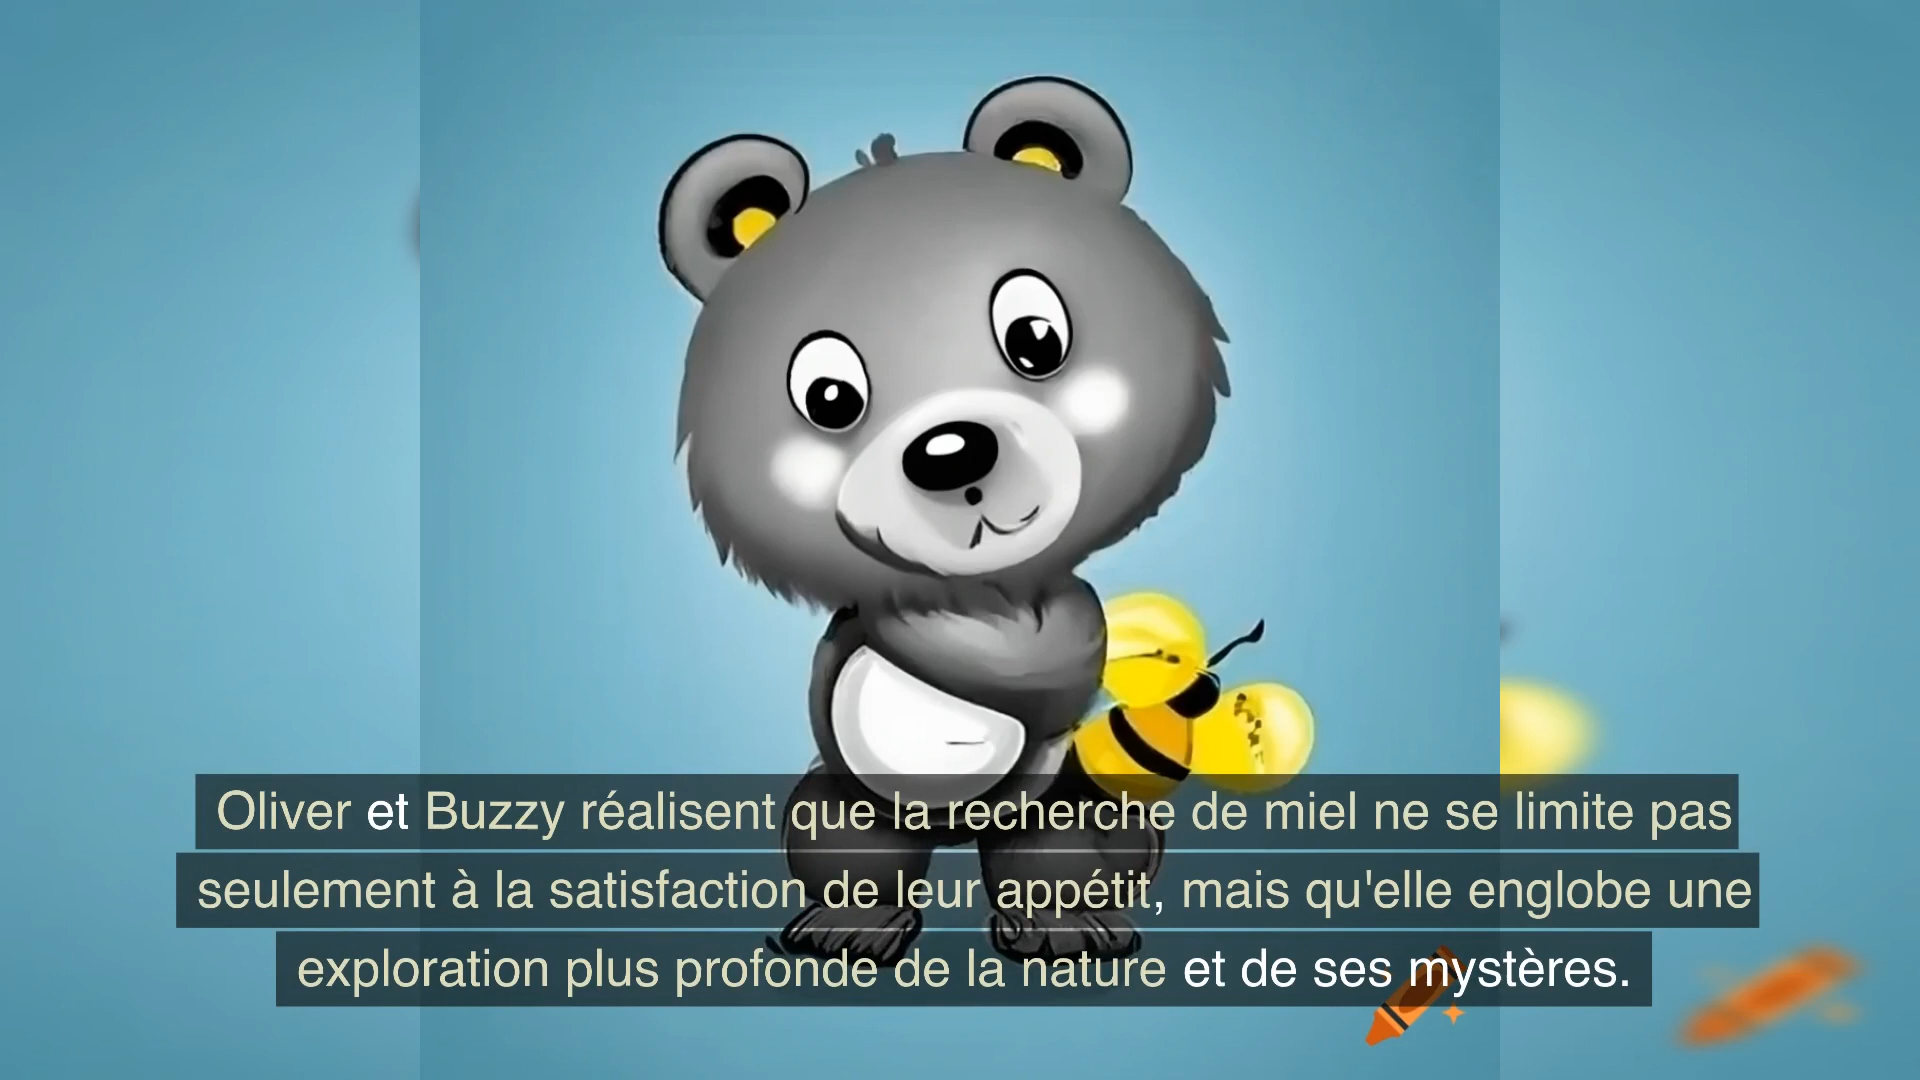 Oliver et Buzzy réalisent que la recherche de miel ne se limite pas
seulement à la satisfaction de leur appétit, mais qu'elle englobe une
exploration plus profonde de la nature et de ses mystères.